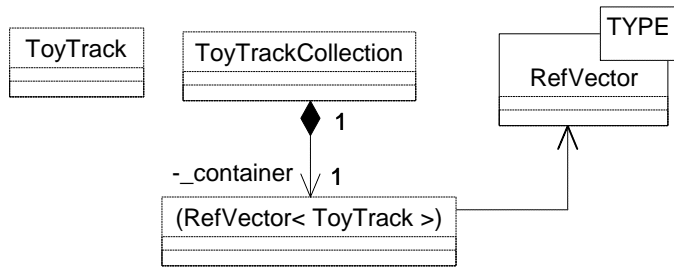 TYPE
ToyTrack
ToyTrackCollection
RefVector
1
-_container
1
(RefVector< ToyTrack >)